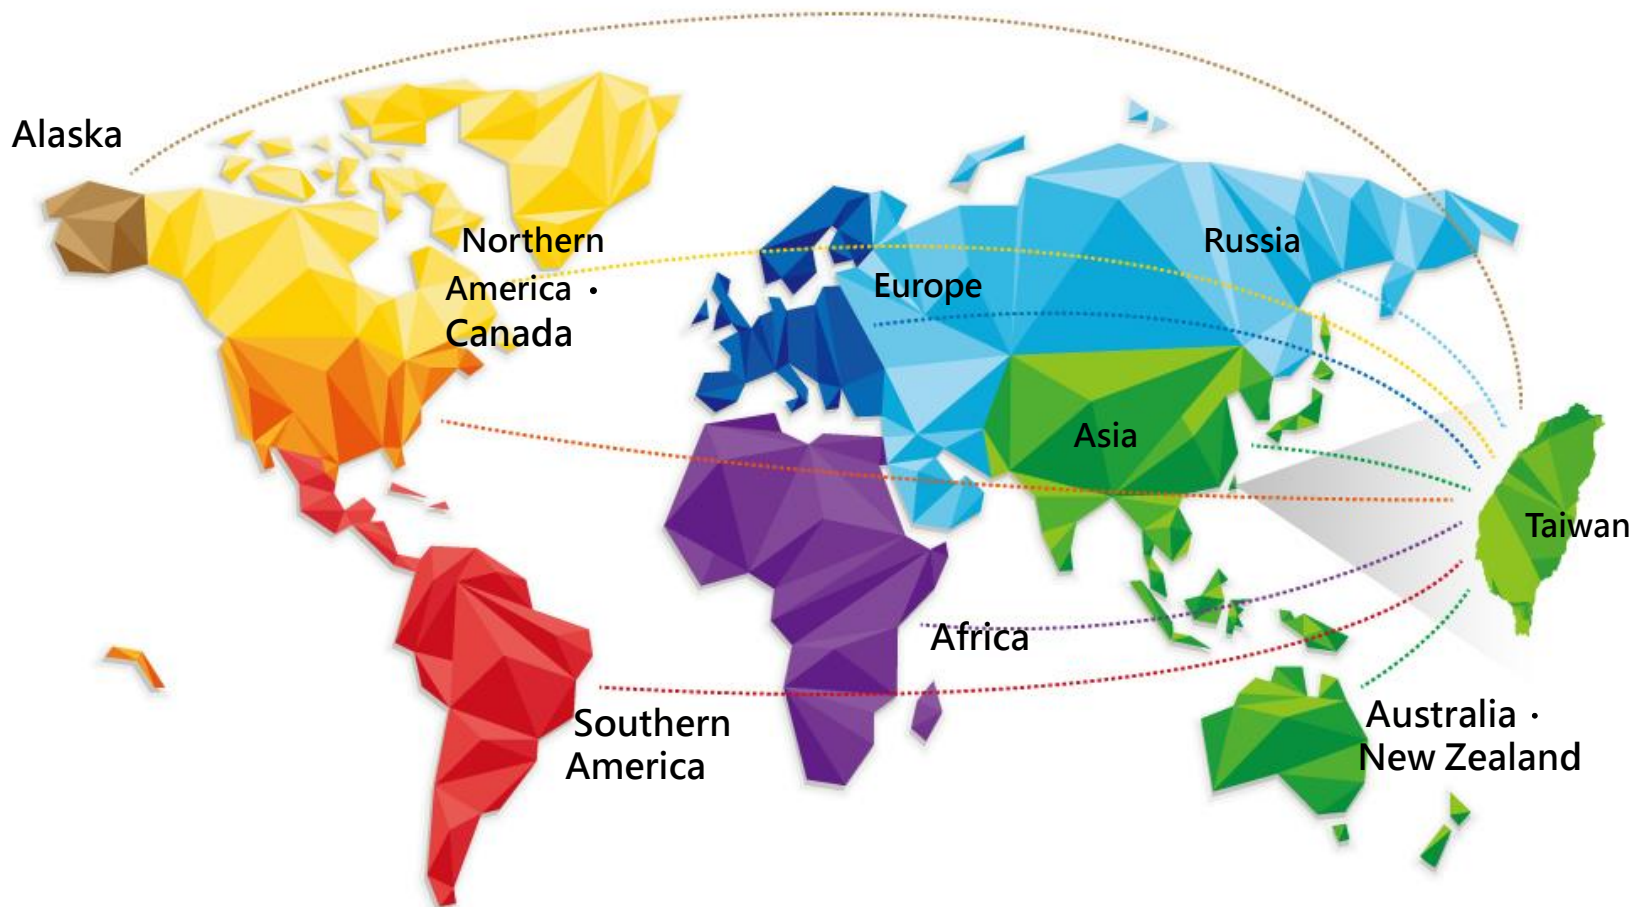 Alaska
Northern
America・
Canada
Russia
Europe
Asia
Taiwan
Africa
Southern
America
Australia・
New Zealand